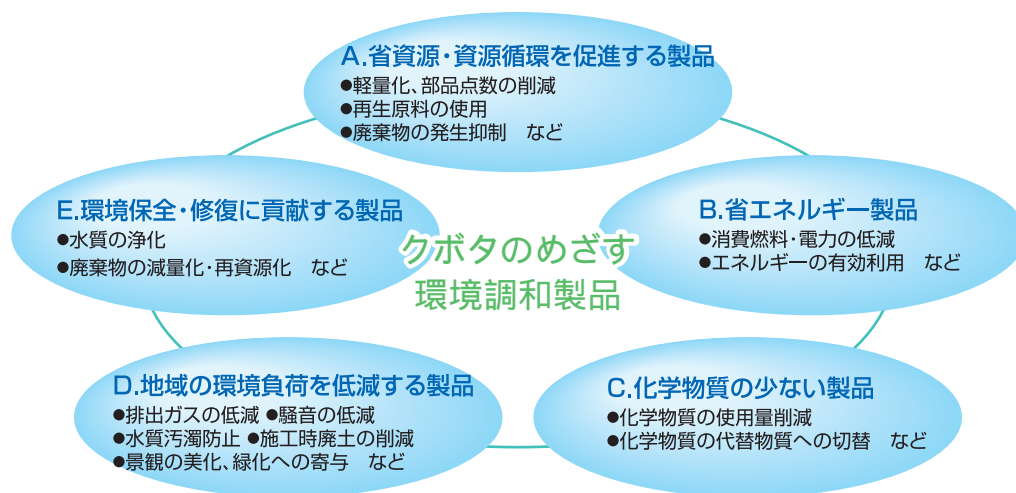 A.省資源・資源循環を促進する製品
●軽量化、部品点数の削減
●再生原料の使用
●廃棄物の発生抑制　など
E.環境保全・修復に貢献する製品
●水質の浄化
●廃棄物の減量化・再資源化　など
B.省エネルギー製品
●消費燃料・電力の低減
●エネルギーの有効利用　など
クボタのめざす
環境調和製品
D.地域の環境負荷を低減する製品
●排出ガスの低減 ●騒音の低減
●水質汚濁防止 ●施工時廃土の削減
●景観の美化、緑化への寄与　など
C.化学物質の少ない製品
●化学物質の使用量削減
●化学物質の代替物質への切替　など